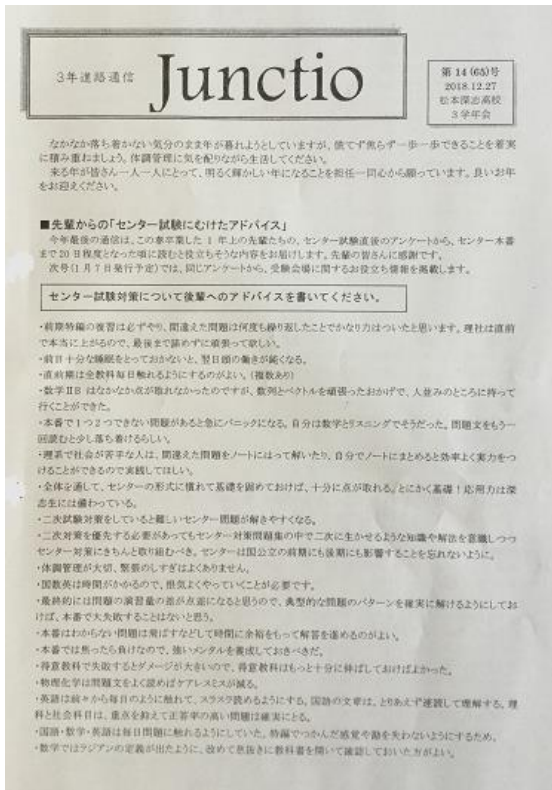 3年進路通信
Junctio
第14(65)号
2018.12.27
松本深志高校
3学年会
なかなか落ち着かない気分のまま年が暮れようとしていますが、慌てず焦らず一歩一歩できることを着実
に積み重ねましょう。体調管理に気を配りながら生活してください。
来る年が皆さん一人一人にとって、明るく輝かしい年になることを担任一同心から願っています。良いお年
をお迎えください。
■先輩からの「センター試験にむけたアドバイス」
今年最後の通信は、この春卒業した 1 年上の先輩たちの、センター試験直後のアンケートから、センター本番
まで20日程度となった頃に読むと役立ちそうな内容をお届けします。先輩の皆さんに感謝です。
次号(1月7日発行予定)では、同じアンケートから、受験会場に関するお役立ち情報を掲載します。
センター試験対策について後輩へのアドバイスを書いてください。
・前期特編の復習は必ずやり、間違えた問題は何度も繰り返したことでかなり力はついたと思います。理社は直前
で本当に上がるので、最後まで諦めずに頑張って欲しい。
・前日十分な睡眠をとっておかないと、翌日頭の働きが鈍くなる。
・直前期は全教科毎日触れるようにするのがよい。(複数あり)
・数学ⅡB はなかなか点が取れなかったのですが、数列とベクトルを頑張ったおかげで、人並みのところに持って
行くことができた。
・本番で1つ2つできない問題があると急にパニックになる。自分は数学とリスニングでそうだった。問題文をもう一
回読むと少し落ち着けるらしい。
・理系で社会が苦手な人は、間違えた問題をノートにはって解いたり、自分でノートにまとめると効率よく実力をつ
けることができるので実践してほしい。
・全体を通して、センターの形式に慣れて基礎を固めておけば、十分に点が取れる。とにかく基礎！応用力は深
志生には備わっている。
・二次試験対策をしていると難しいセンター問題が解きやすくなる。
・二次対策を優先する必要があってもセンター対策問題集の中で二次に生かせるような知識や解法を意識しつつ
センター対策にきちんと取り組むべき。センターは国公立の前期にも後期にも影響することを忘れないように。
・体調管理が大切、緊張のしすぎはよくありません。
・国数英は時間がかかるので、根気よくやっていくことが必要です。
・最終的には問題の演習量の差が点差になると思うので、典型的な問題のパターンを確実に解けるようにしてお
けば、本番で大失敗することはないと思う。
・本番はわからない問題は飛ばすなどして時間に余裕をもって解答を進めるのがよい。
・本番では焦ったら負けなので、強いメンタルを養成しておきべきだ。
・得意教科で失敗するとダメージが大きいので、得意教科はもっと十分に伸ばしておけばよかった。
・物理化学は問題文をよく読めばケアレスミスが減る。
・英語は前々から毎日のように触れて、スラスラ読めるようにする。国語の文章は、とりあえず速読して理解する。理
科と社会科目は、重点を抑えて正答率の高い問題は確実にとる。
・国語・数学・英語は毎日問題に触れるようにしていた。特編でつかんだ感覚や勘を失わないようにするため。
・数学ではラジアンの定義が出たように、改めて息抜きに教科書を開いて確認しておいた方がよい。